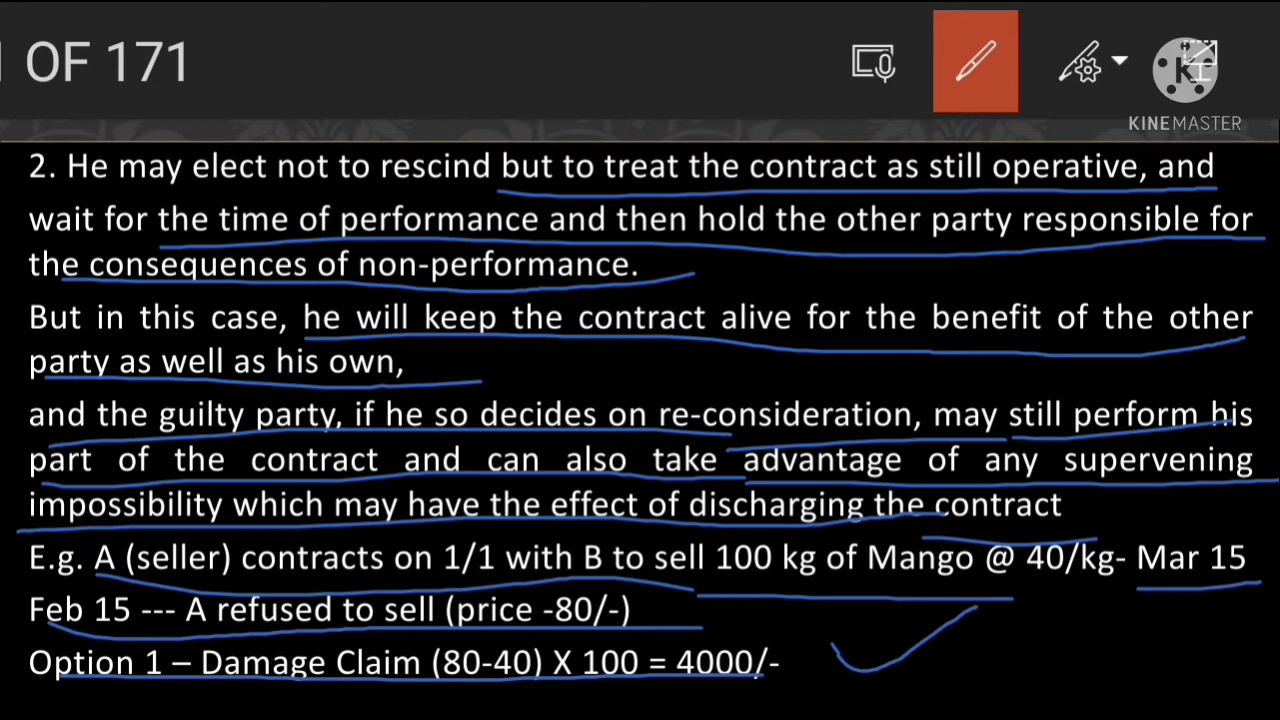 OF 171
KINEMASTER
2. He may elect not to rescind but to treat the contract as still operative, and
wait for the time of performance and then hold the other party responsible for
the consequences of non-performance.
But in this case, he will keep the contract alive for the benefit of the other
party as well as his own,
and the guilty party, if he so decides on re-consideration, may still perform his
part of the contract and can also take advantage of any supervening
impossibility which may have the effect of discharging the contract
E.g. A (seller) contracts on 1/1 with B to sell 100 kg of Mango @ 40/kg- Mar 15
Feb 15 --- A refused to sell (price -80/-)
Option 1 – Damage Claim (80-40) X 100 = 4000/-